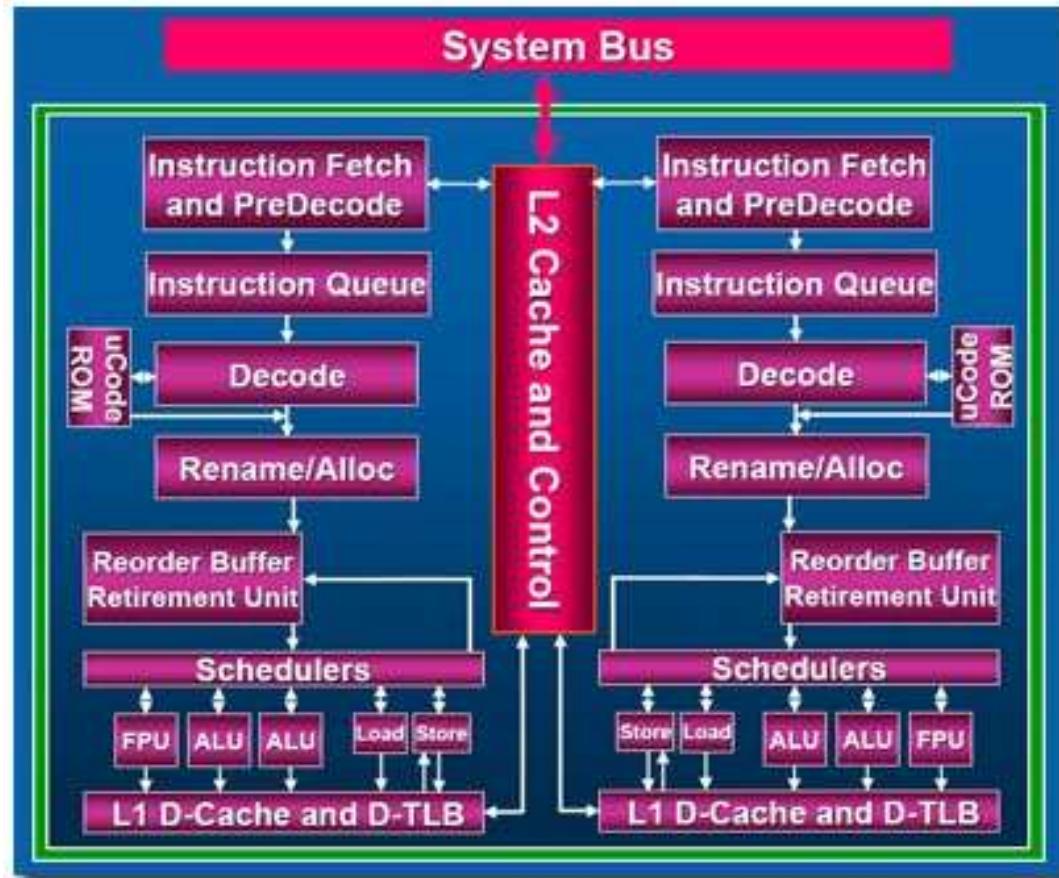 System Bus
Instruction Fetch
and PreDecode
Instruction Queue
uCode
ROM
Decode
Rename/Alloc
Reorder Buffer
Retirement Unit
Schedulers
FPU
ALU
ALU
Load
Store
L1 D-Cache and D-TLB
L2 Cache and Control
Instruction Fetch
and PreDecode
Instruction Queue
Decode
uCode
ROM
Rename/Alloc
Reorder Buffer
Retirement Unit
Schedulers
Store
Load
ALU
ALU
FPU
L1 D-Cache and D-TLB